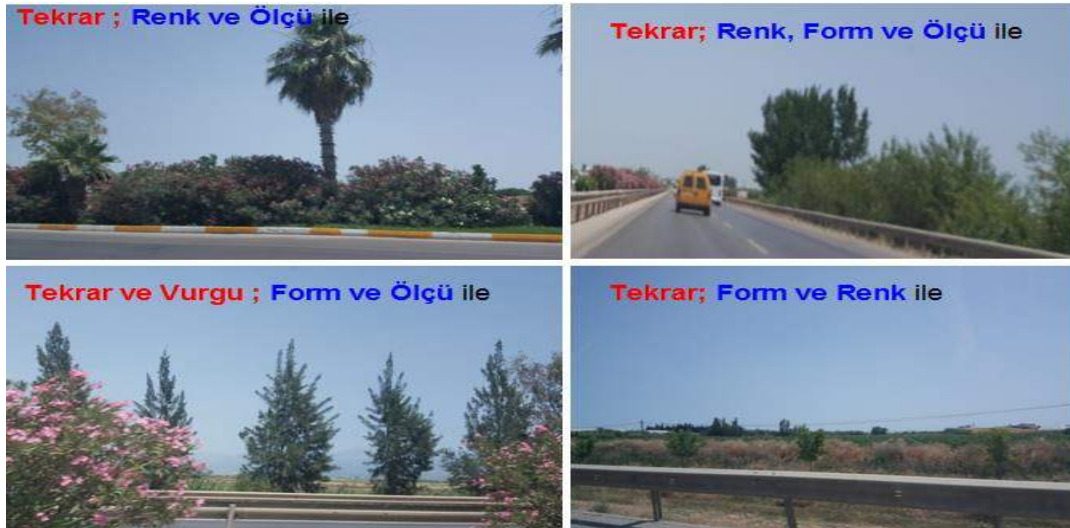 Tekrar ; Renk ve Ölçü ile
Tekrar; Renk, Form ve Ölçü ile
Tekrar ve Vurgu ; Form ve Ölçü ile
Tekrar; Form ve Renk ile